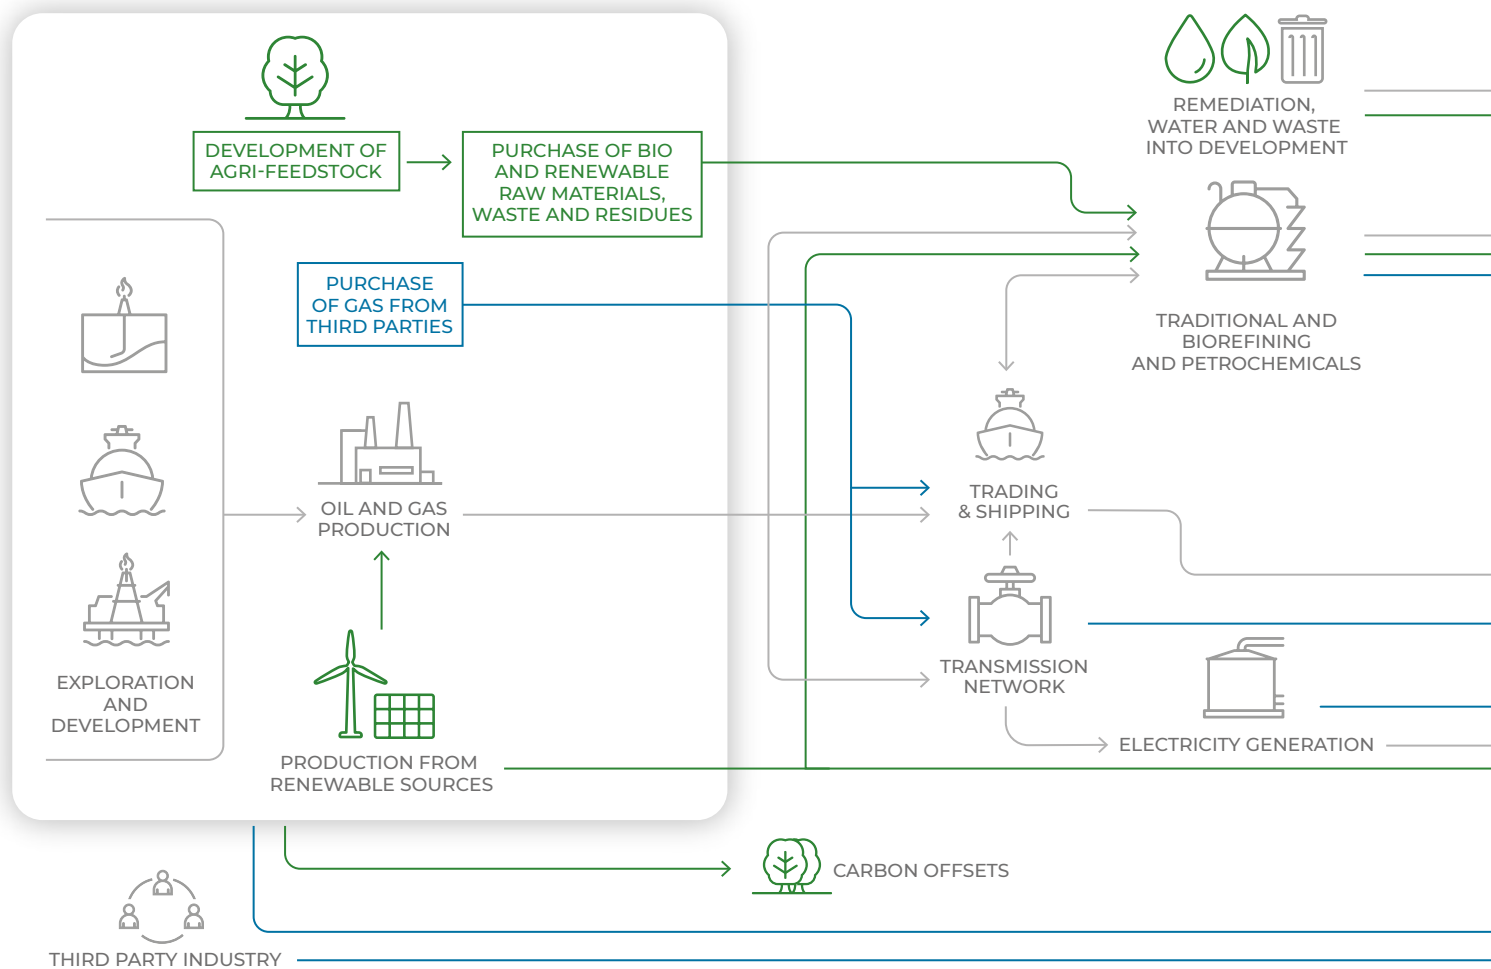 DEVELOPMENT OF
AGRI-FEEDSTOCK
PURCHASE OF BIO
AND RENEWABLE
RAW MATERIALS,
WASTE AND RESIDUES
REMEDIATION,
WATER AND WASTE
INTO DEVELOPMENT
PURCHASE
OF GAS FROM
THIRD PARTIES
TRADITIONAL AND
BIOREFINING
AND PETROCHEMICALS
OIL AND GAS
PRODUCTION
TRADING
& SHIPPING
EXPLORATION
AND
DEVELOPMENT
TRANSMISSION
NETWORK
PRODUCTION FROM
RENEWABLE SOURCES
ELECTRICITY GENERATION
CARBON OFFSETS
THIRD PARTY INDUSTRY